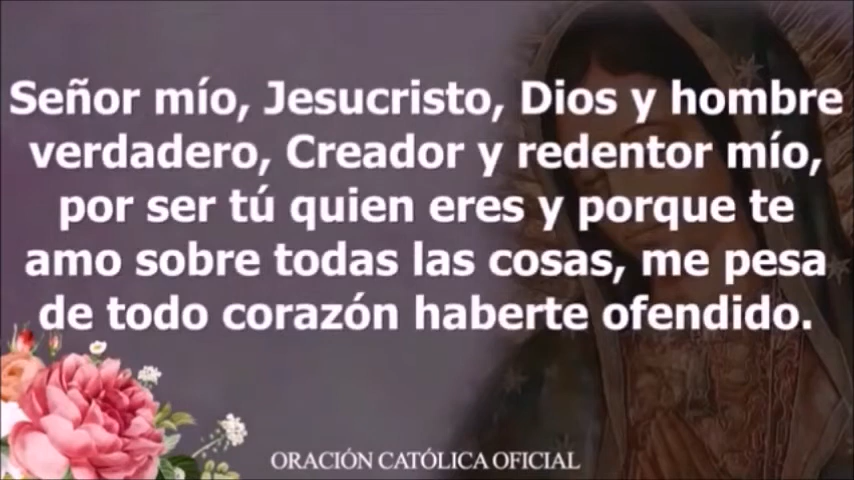 Señor mío, Jesucristo, Dios y hombre
verdadero, Creador y redentor mío,
por ser tú quien eres y porque te
amo sobre todas las cosas, me pesa
de todo corazón haberte ofendido.
ORACIÓN CATÓLICA OFICIAL